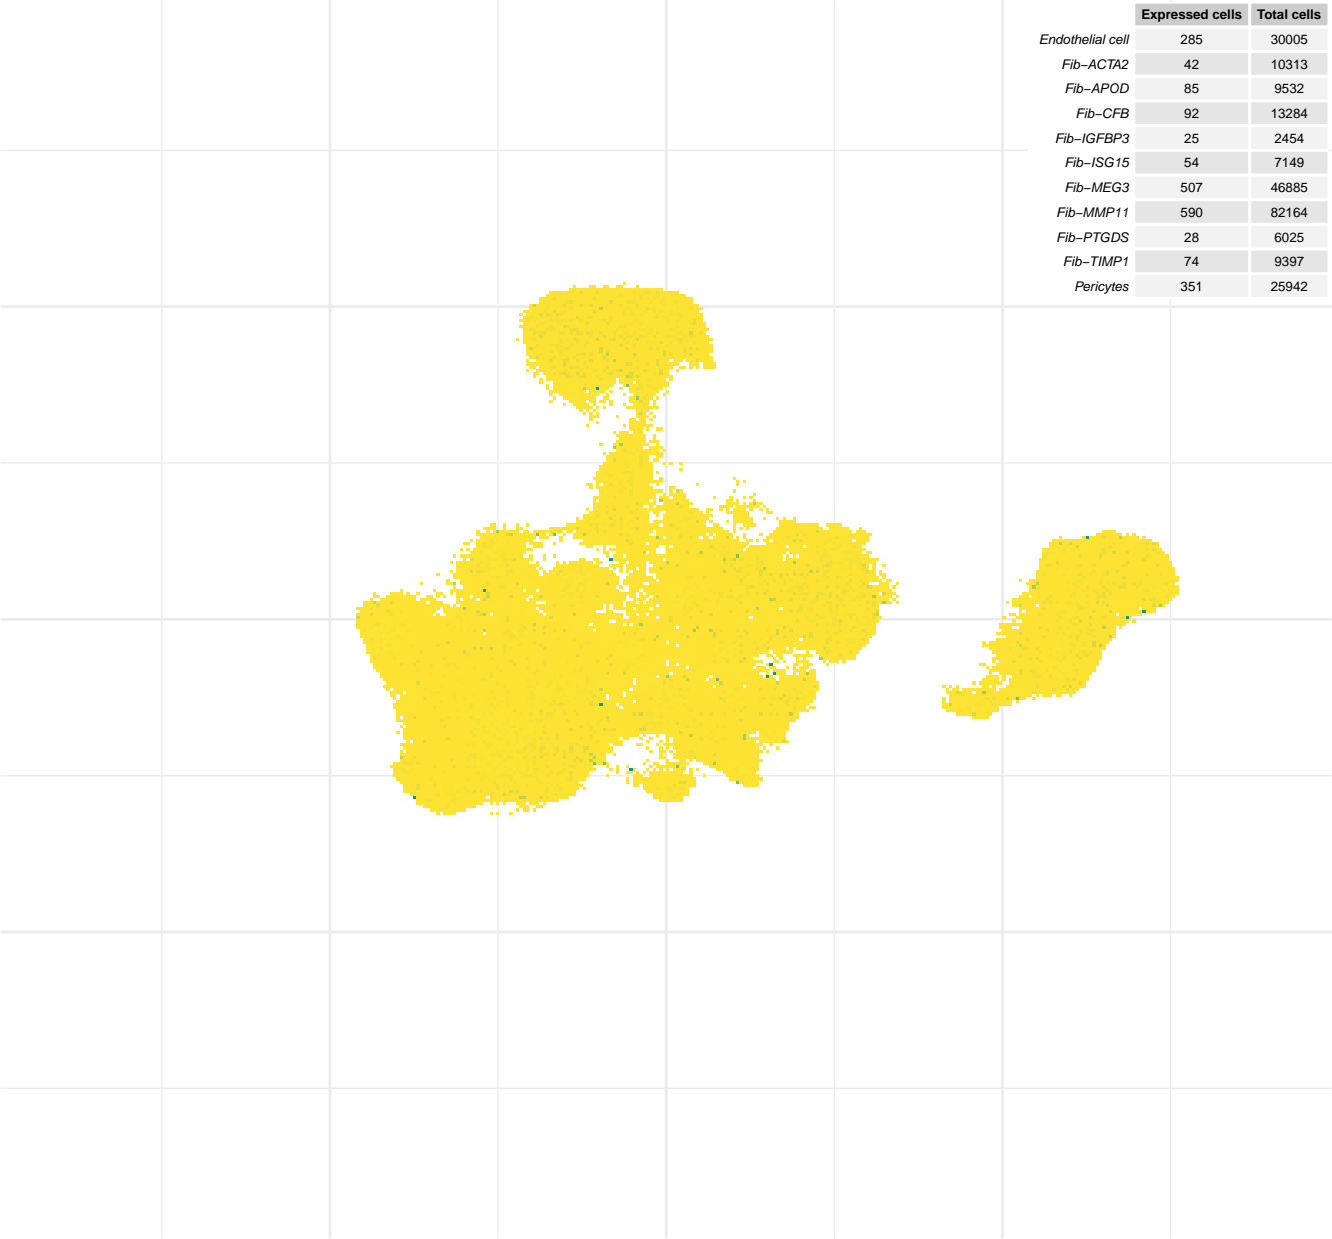 Expressed cells Total cells
Endothelial cell 285 30005
Fib−ACTA2 42 10313
Fib−APOD 85 9532
Fib−CFB 92 13284
Fib−IGFBP3 25 2454
Fib−ISG15 54 7149
Fib−MEG3 507 46885
Fib−MMP11 590 82164
Fib−PTGDS 28 6025
Fib−TIMP1 74 9397
Pericytes 351 25942